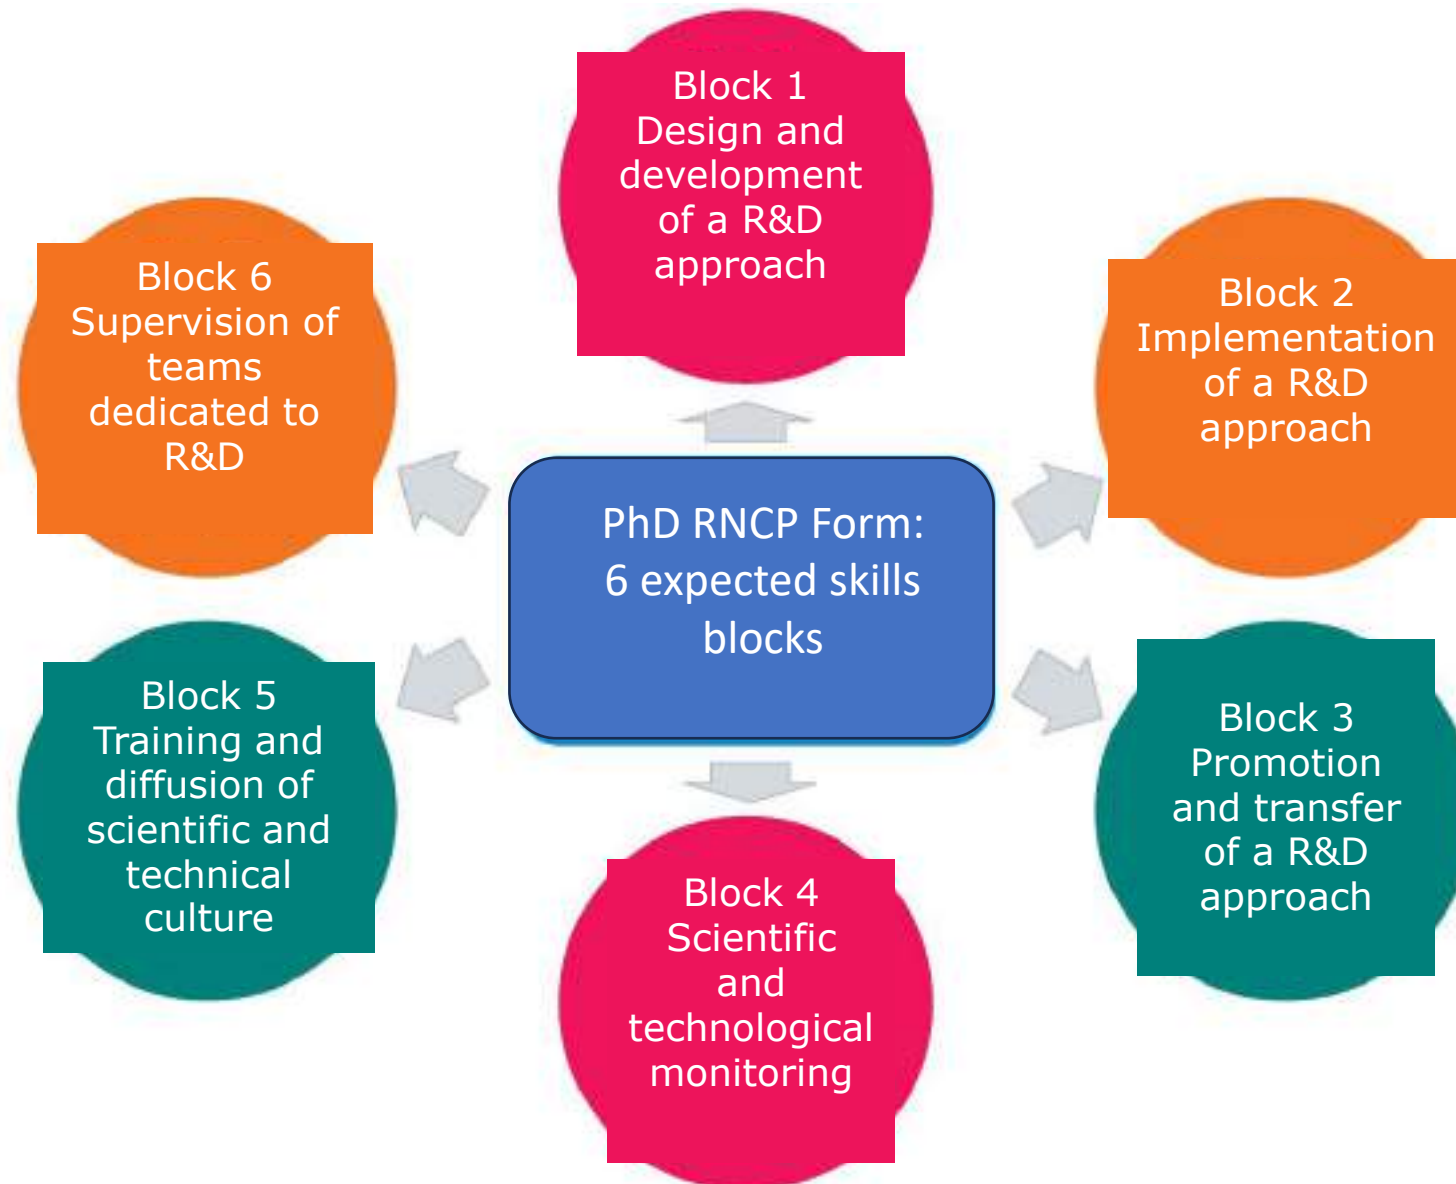 Block 1
Design and
development
of a R&D
approach
Block 2
Implementation
of a R&D
approach
Block 3
Promotion
and transfer
of a R&D
approach
Block 4
Scientific
and
technological
monitoring
Block 5
Training and
diffusion of
scientific and
technical
culture
Block 6
Supervision of
teams
dedicated to
R&D
PhD RNCP Form:
6 expected skills
blocks